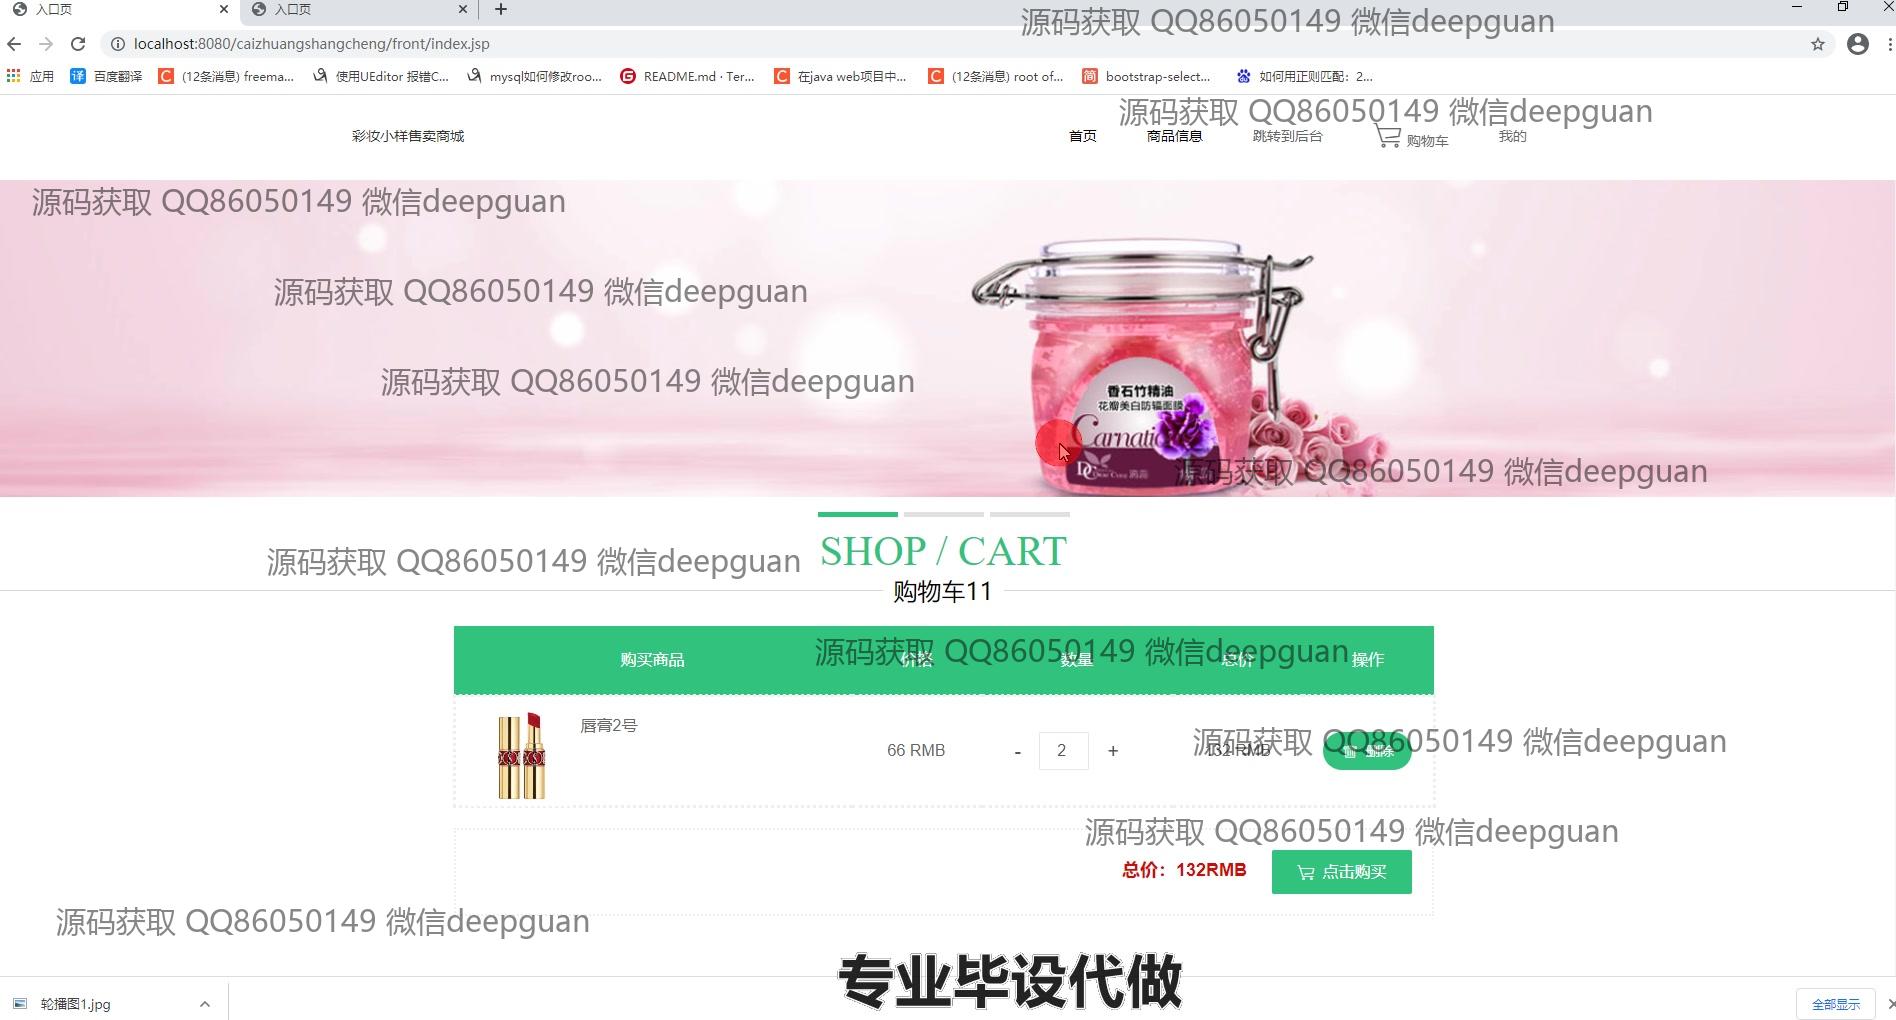 入口页
入口页
源码获取 QQ86050149 微信deepguan
localhost:8080/caizhuangshangcheng/front/index.jsp
应用 百度翻译 (12条消息) freema... 使用UEditor 报错C... mysql如何修改roo... README.md · Ter... 在java web项目中... (12条消息) root of... bootstrap-select... 如何用正则匹配：2...
源码获取 QQ86050149 微信deepguan
彩妆小样售卖商城 首页 商品信息 跳转到后台 购物车 我的
源码获取 QQ86050149 微信deepguan
源码获取 QQ86050149 微信deepguan
源码获取 QQ86050149 微信deepguan
香石竹精油
花瓣美白防辐面膜
Carnatio
源码获取 QQ86050149 微信deepguan
SHOP / CART
源码获取 QQ86050149 微信deepguan
购物车11
源码获取 QQ86050149 微信deepguan
购买商品 价格 数量 总价 操作
唇膏2号
源码获取 QQ86050149 微信deepguan
66 RMB - 2 + 132 RMB 删除
源码获取 QQ86050149 微信deepguan
总价：132RMB 点击购买
源码获取 QQ86050149 微信deepguan
专业毕设代做
轮播图1.jpg 全部显示